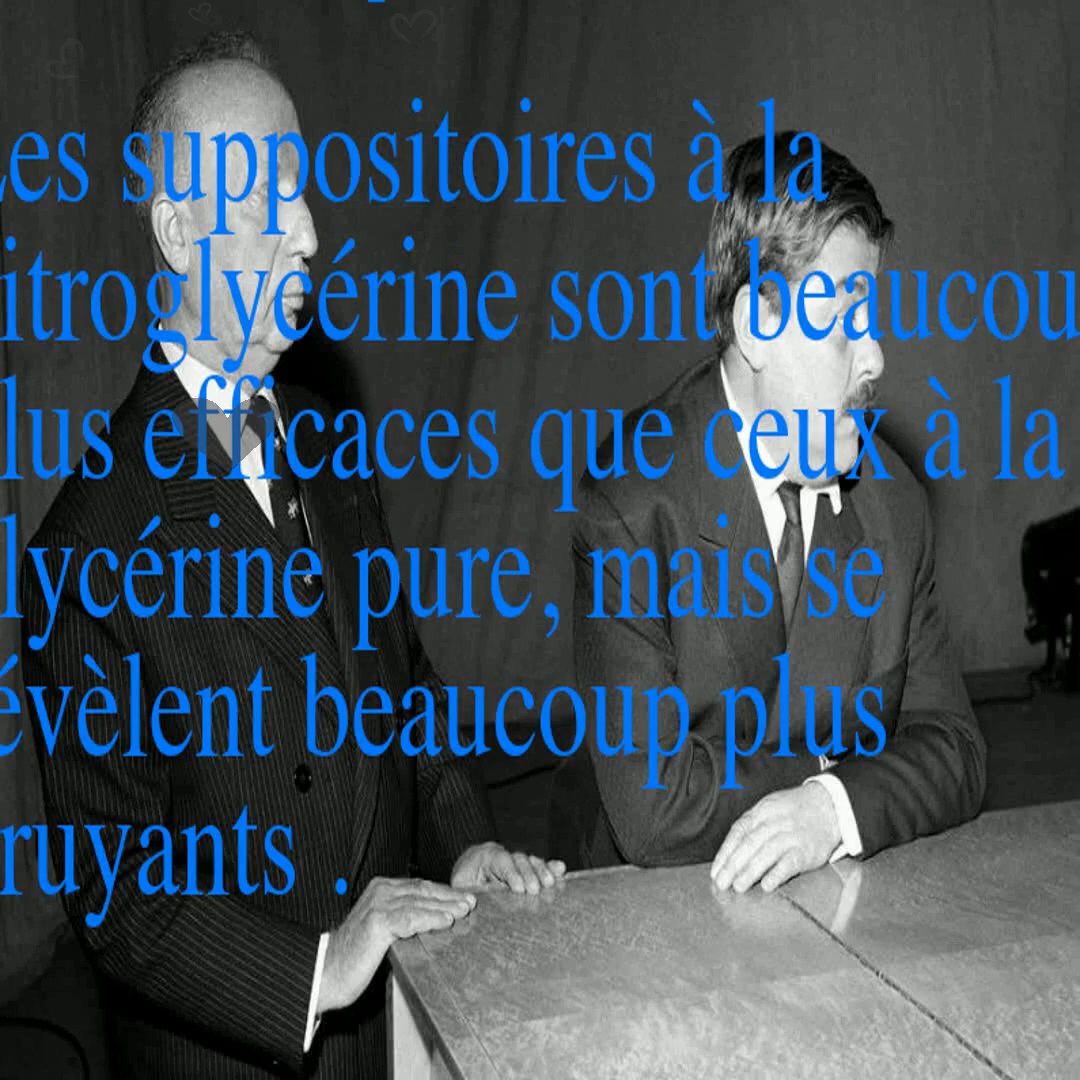 Les suppositoires à la
itroglycérine sont beaucou
lus efficaces que ceux à la
lycérine pure, mais se
évèlent beaucoup plus
ruyants .